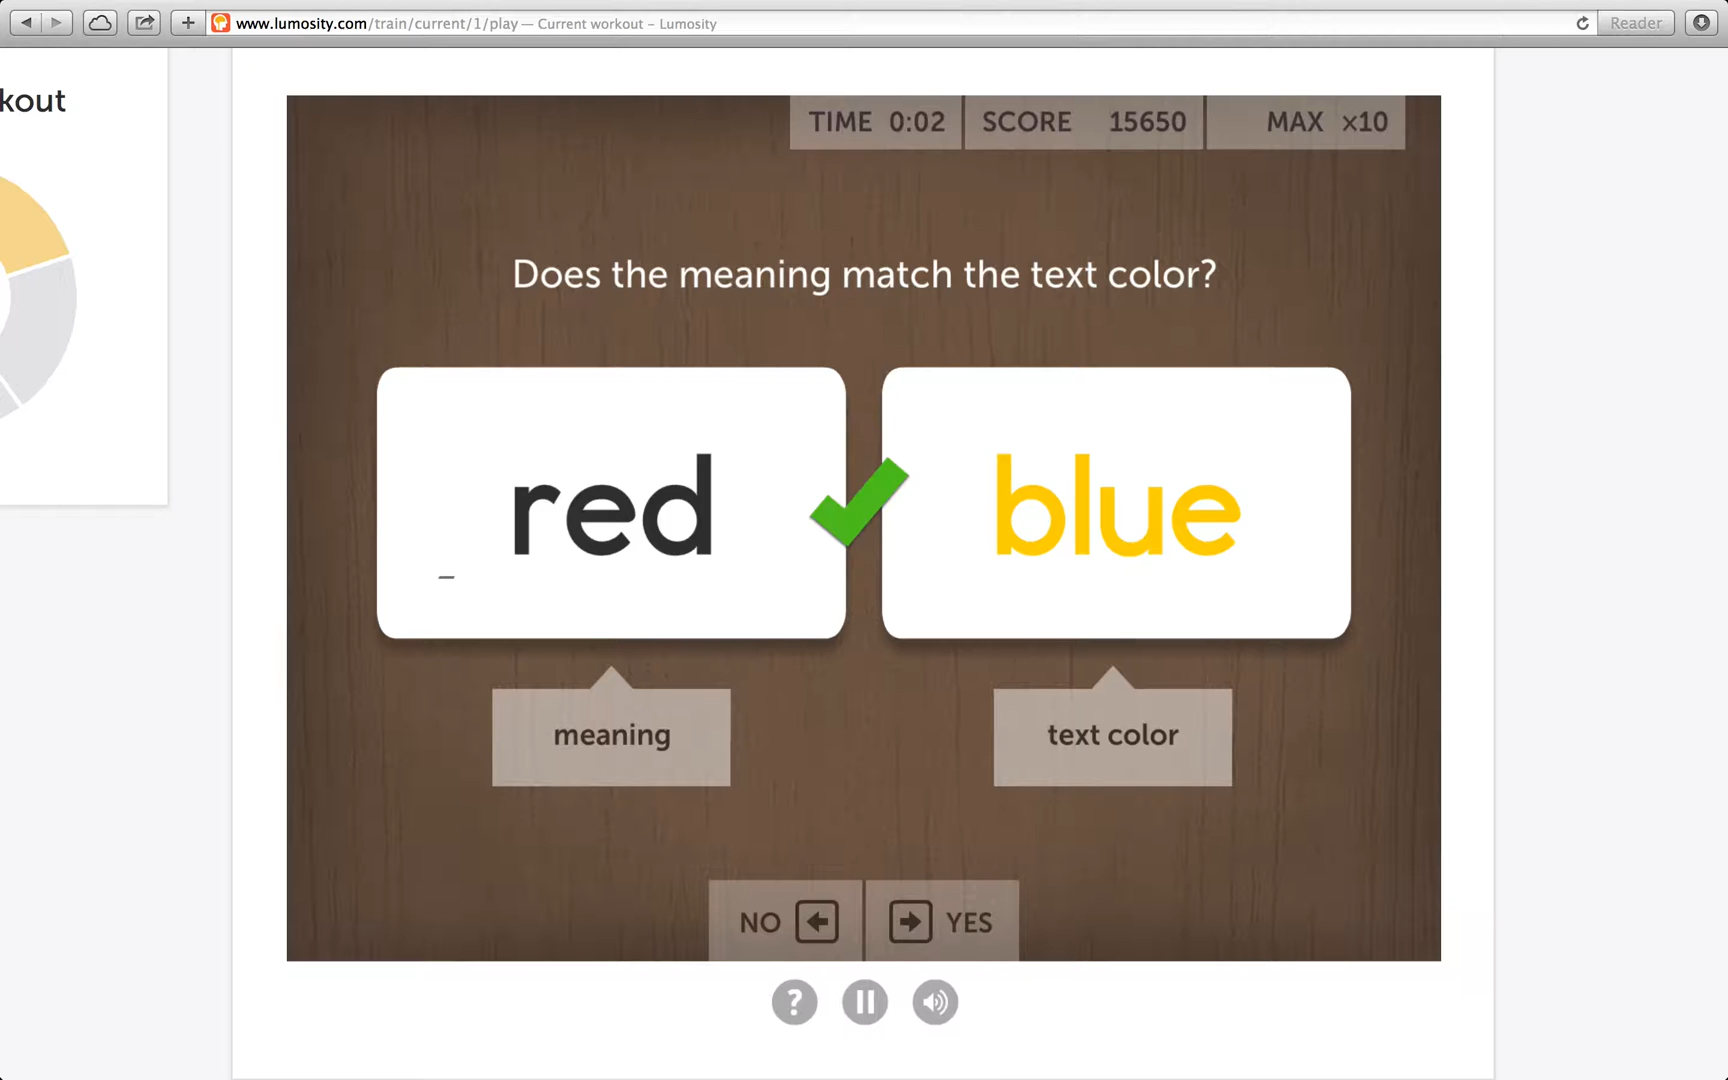 www.lumosity.com/train/current/1/play — Current workout – Lumosity
Reader
kout
TIME 0:02 SCORE 15650 MAX ×10
Does the meaning match the text color?
red blue
meaning text color
NO YES
?